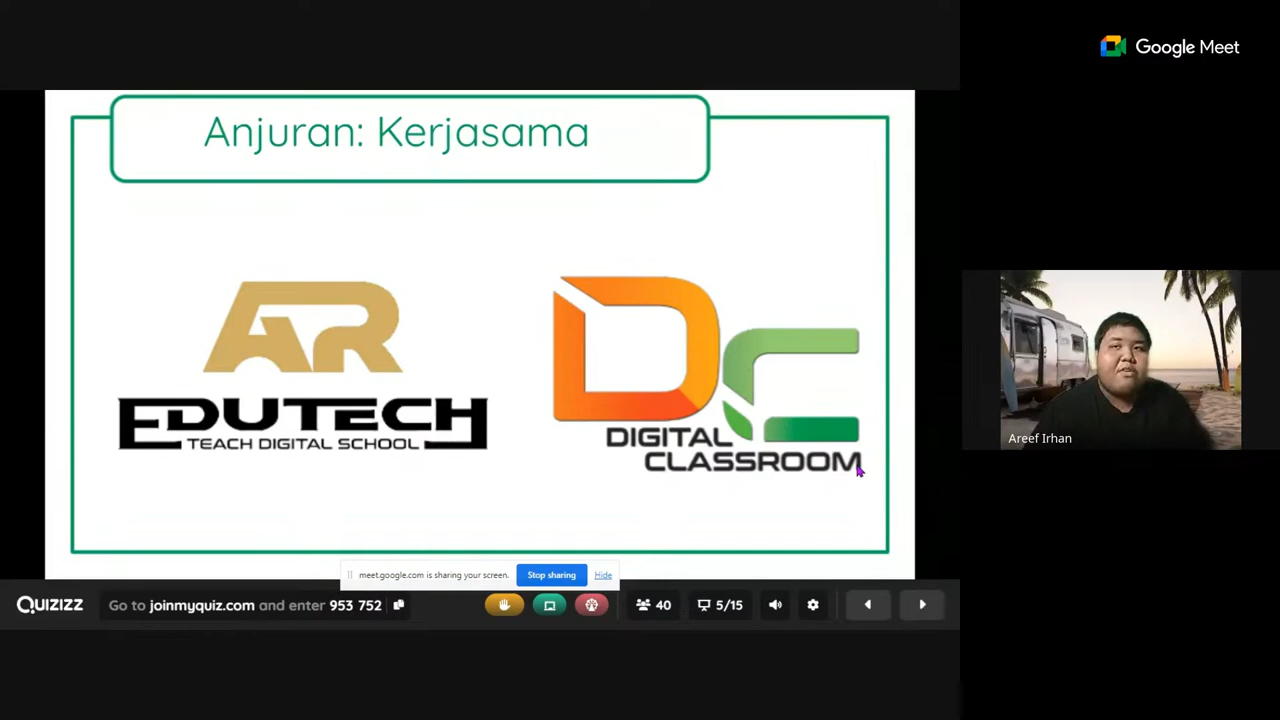 Google Meet
Anjuran: Kerjasama
AR
EDUTECH
TEACH DIGITAL SCHOOL
DC
DIGITAL
CLASSROOM
Areef Irhan
meet.google.com is sharing your screen.
Stop sharing
Hide
QUIZIZZ
Go to joinmyquiz.com and enter 953 752
40
5/15